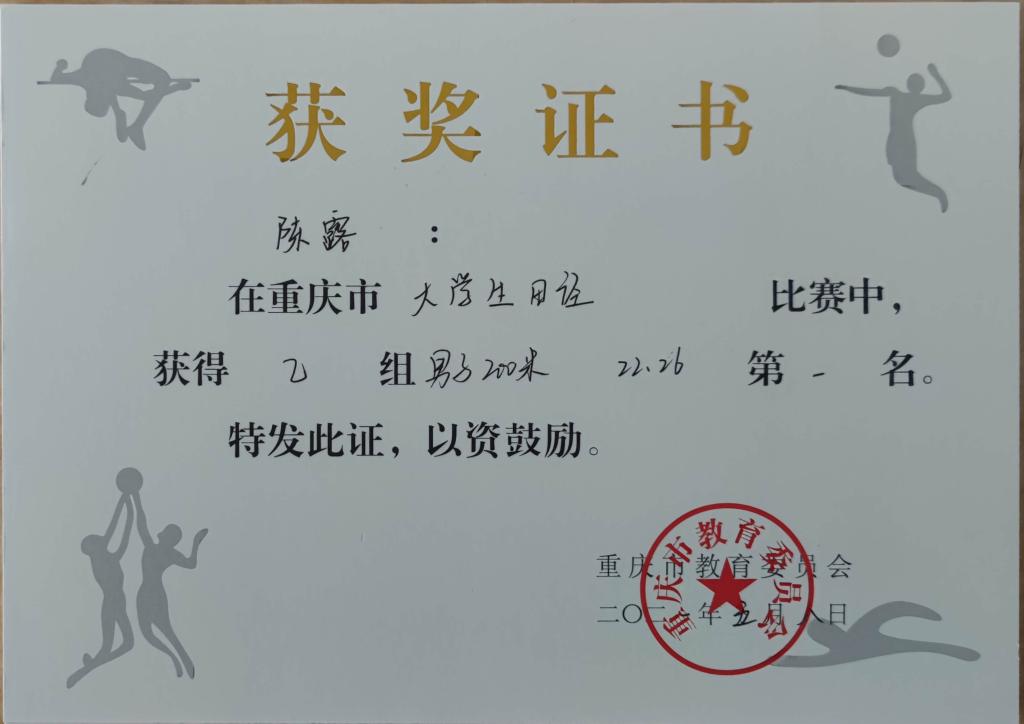 获奖证书
陈露：
在重庆市 大学生田径 比赛中，
获得 乙 组 男子200米 22.26 第 一 名。
特发此证，以资鼓励。
重庆市教育委员会
二〇二 年 五 月 八 日
重庆市教育委员会